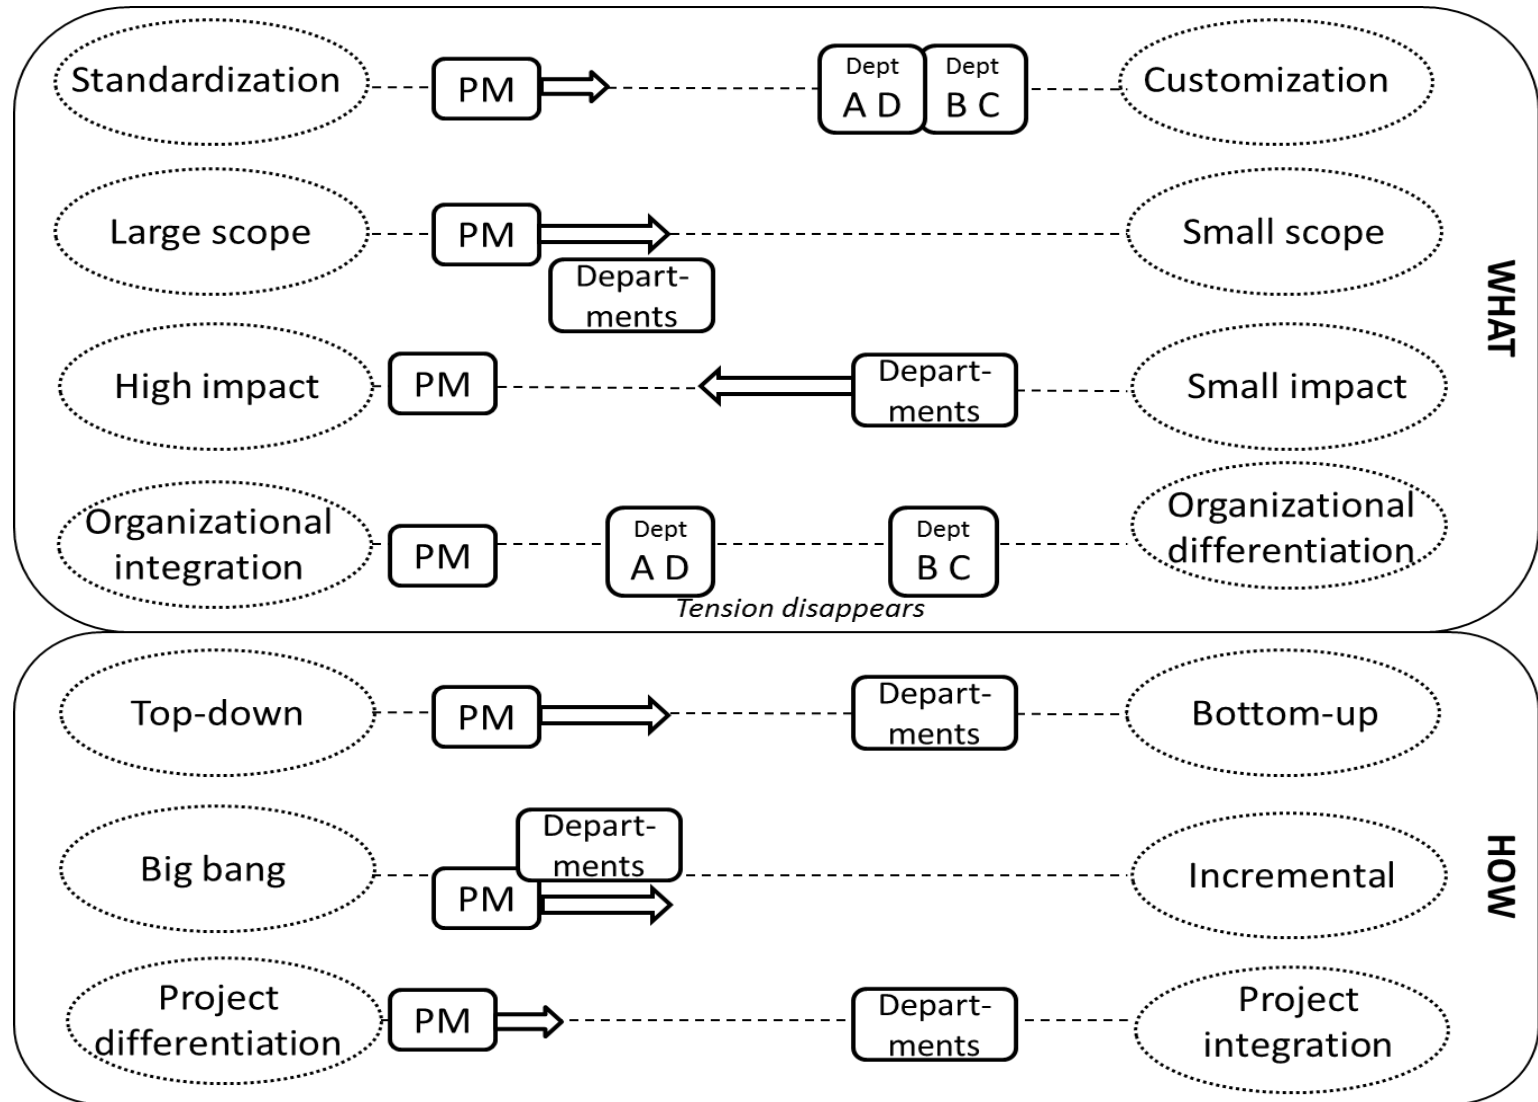 Standardization
PM
Dept
A D
Dept
B C
Customization
Large scope
PM
Depart-
ments
Small scope
WHAT
High impact
PM
Depart-
ments
Small impact
Organizational
integration
PM
Dept
A D
Dept
B C
Organizational
differentiation
Tension disappears
Top-down
PM
Depart-
ments
Bottom-up
Big bang
Depart-
ments
PM
Incremental
HOW
Project
differentiation
PM
Depart-
ments
Project
integration